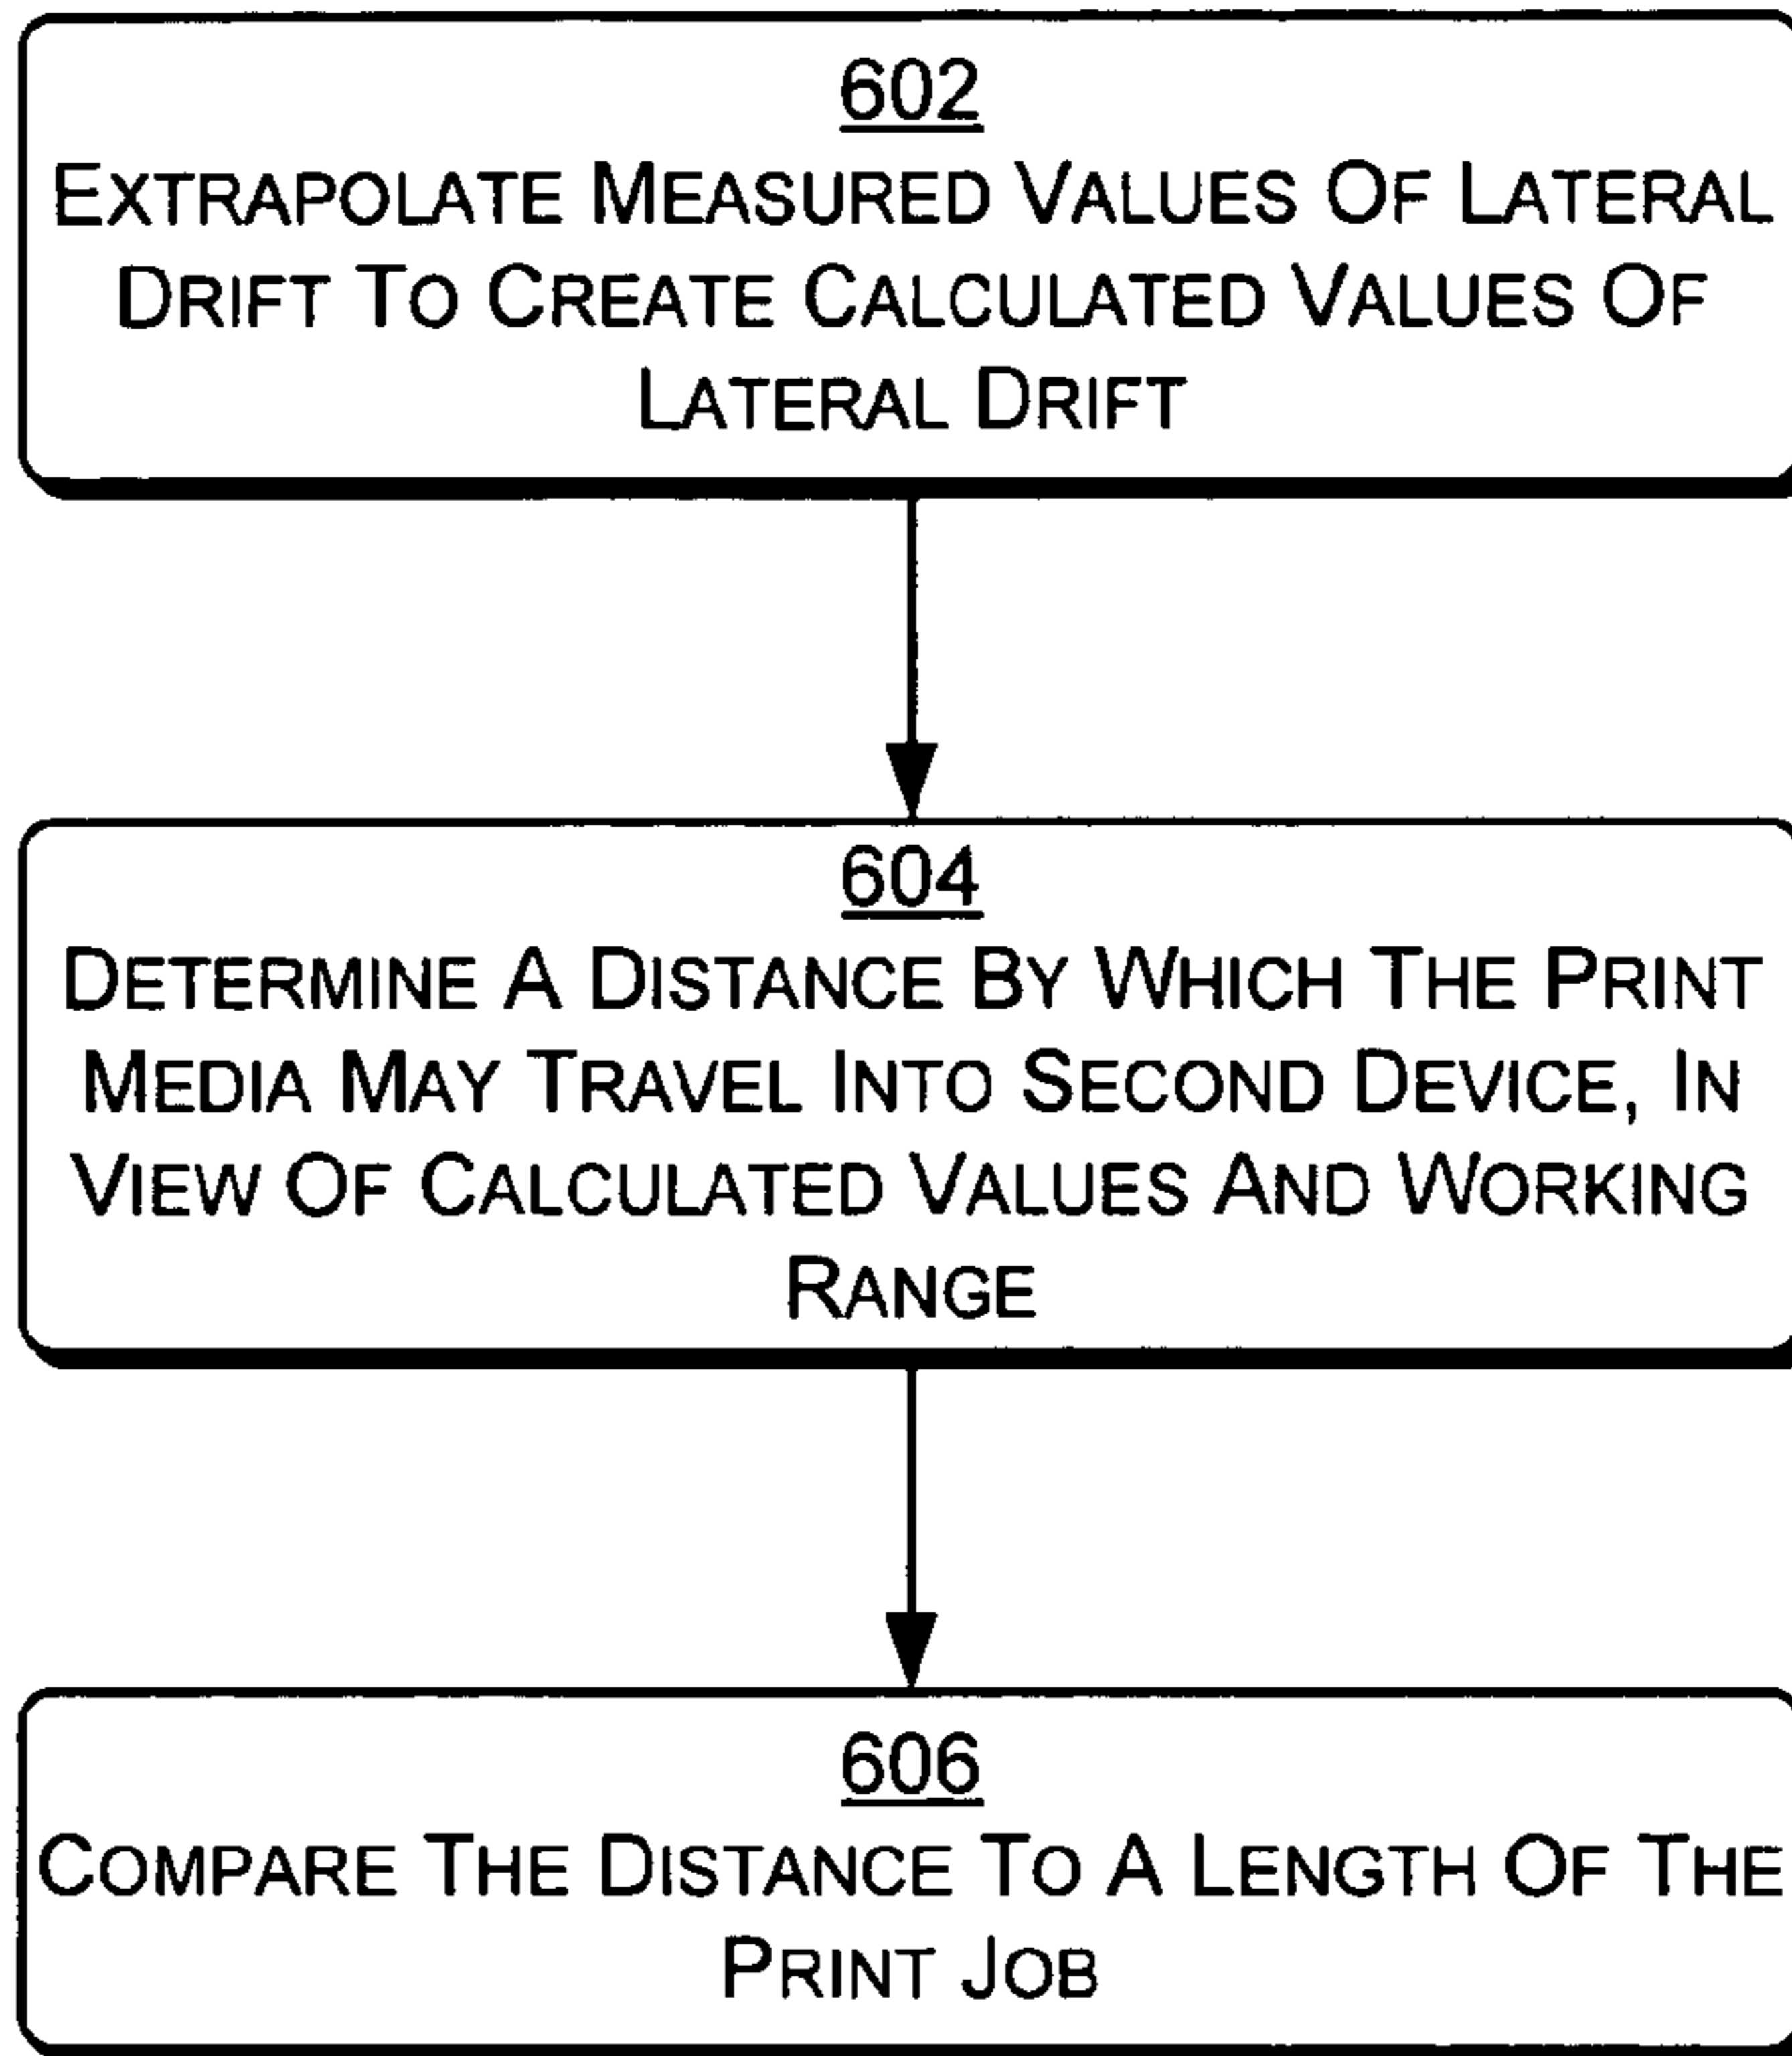 602
EXTRAPOLATE MEASURED VALUES OF LATERAL
DRIFT TO CREATE CALCULATED VALUES OF
LATERAL DRIFT
604
DETERMINE A DISTANCE BY WHICH THE PRINT
MEDIA MAY TRAVEL INTO SECOND DEVICE, IN
VIEW OF CALCULATED VALUES AND WORKING
RANGE
606
COMPARE THE DISTANCE TO A LENGTH OF THE
PRINT JOB